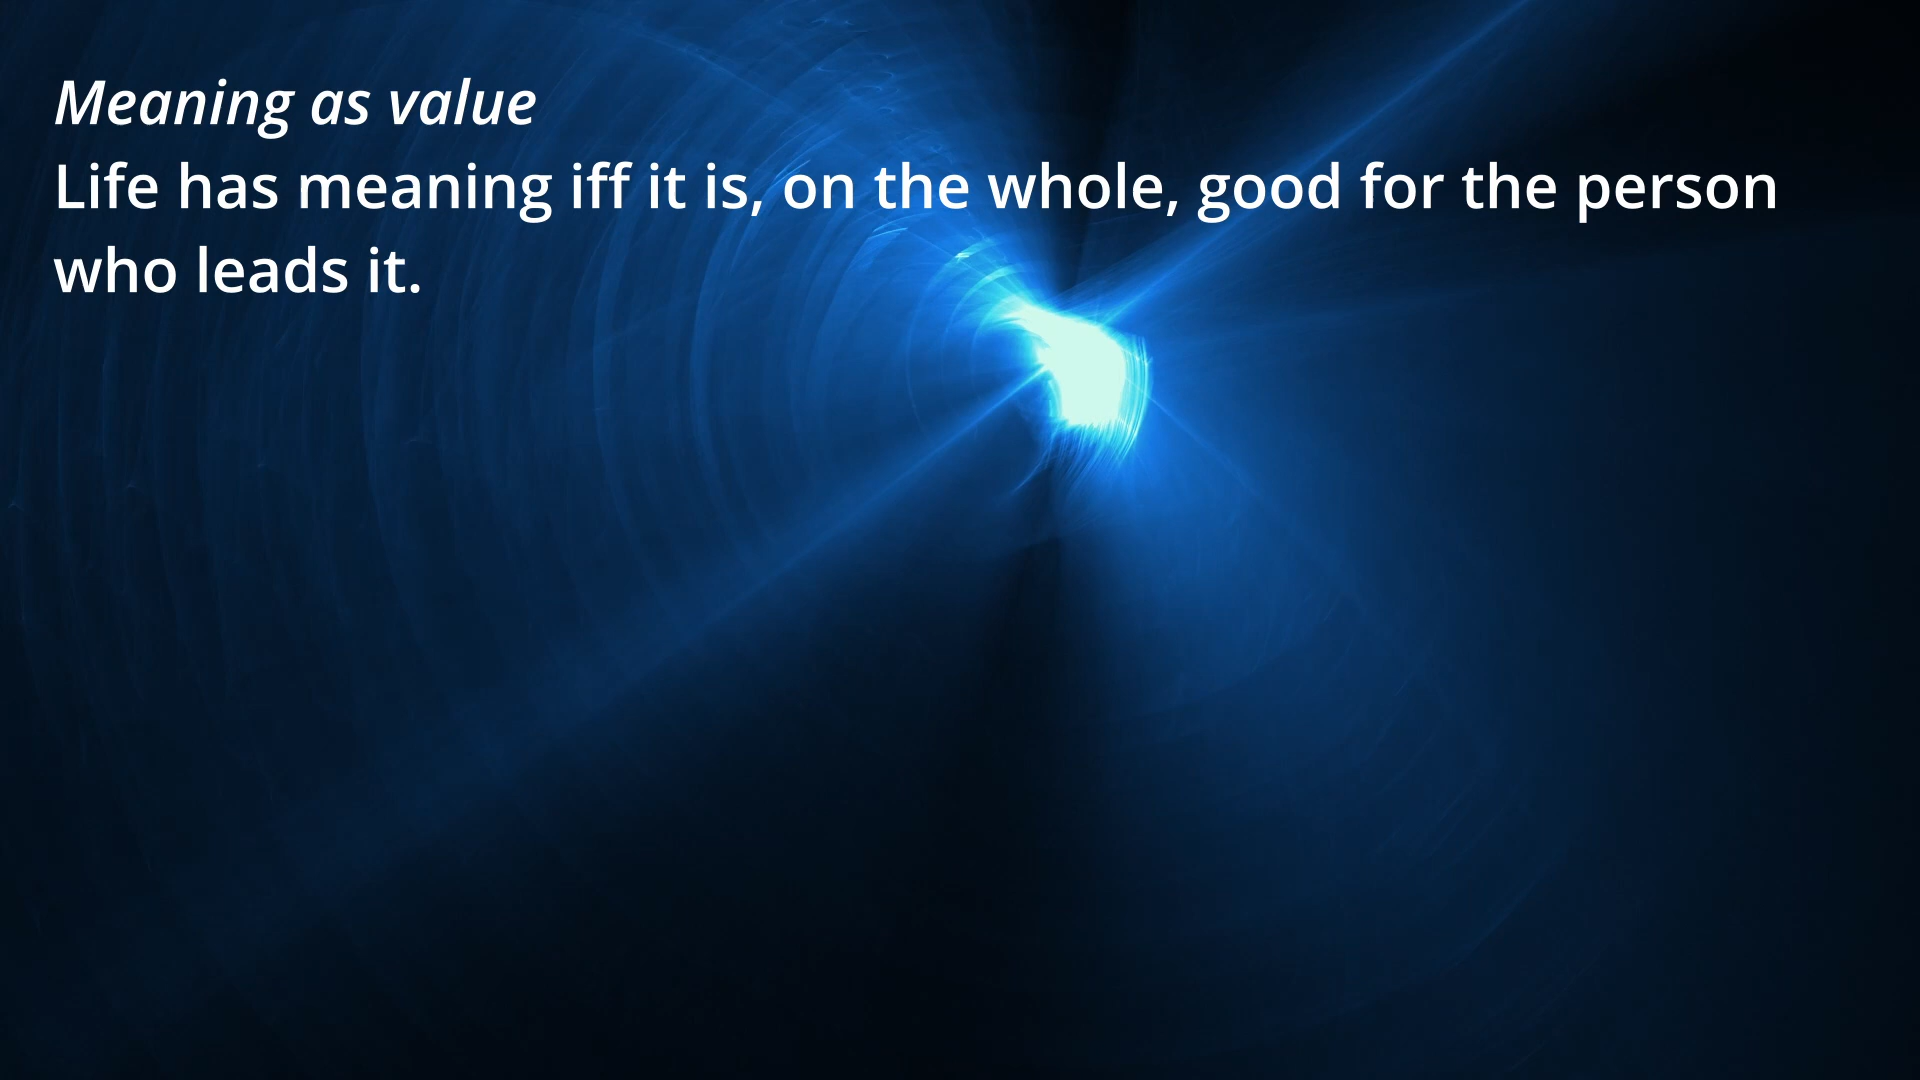 Meaning as value
Life has meaning iff it is, on the whole, good for the person
who leads it.